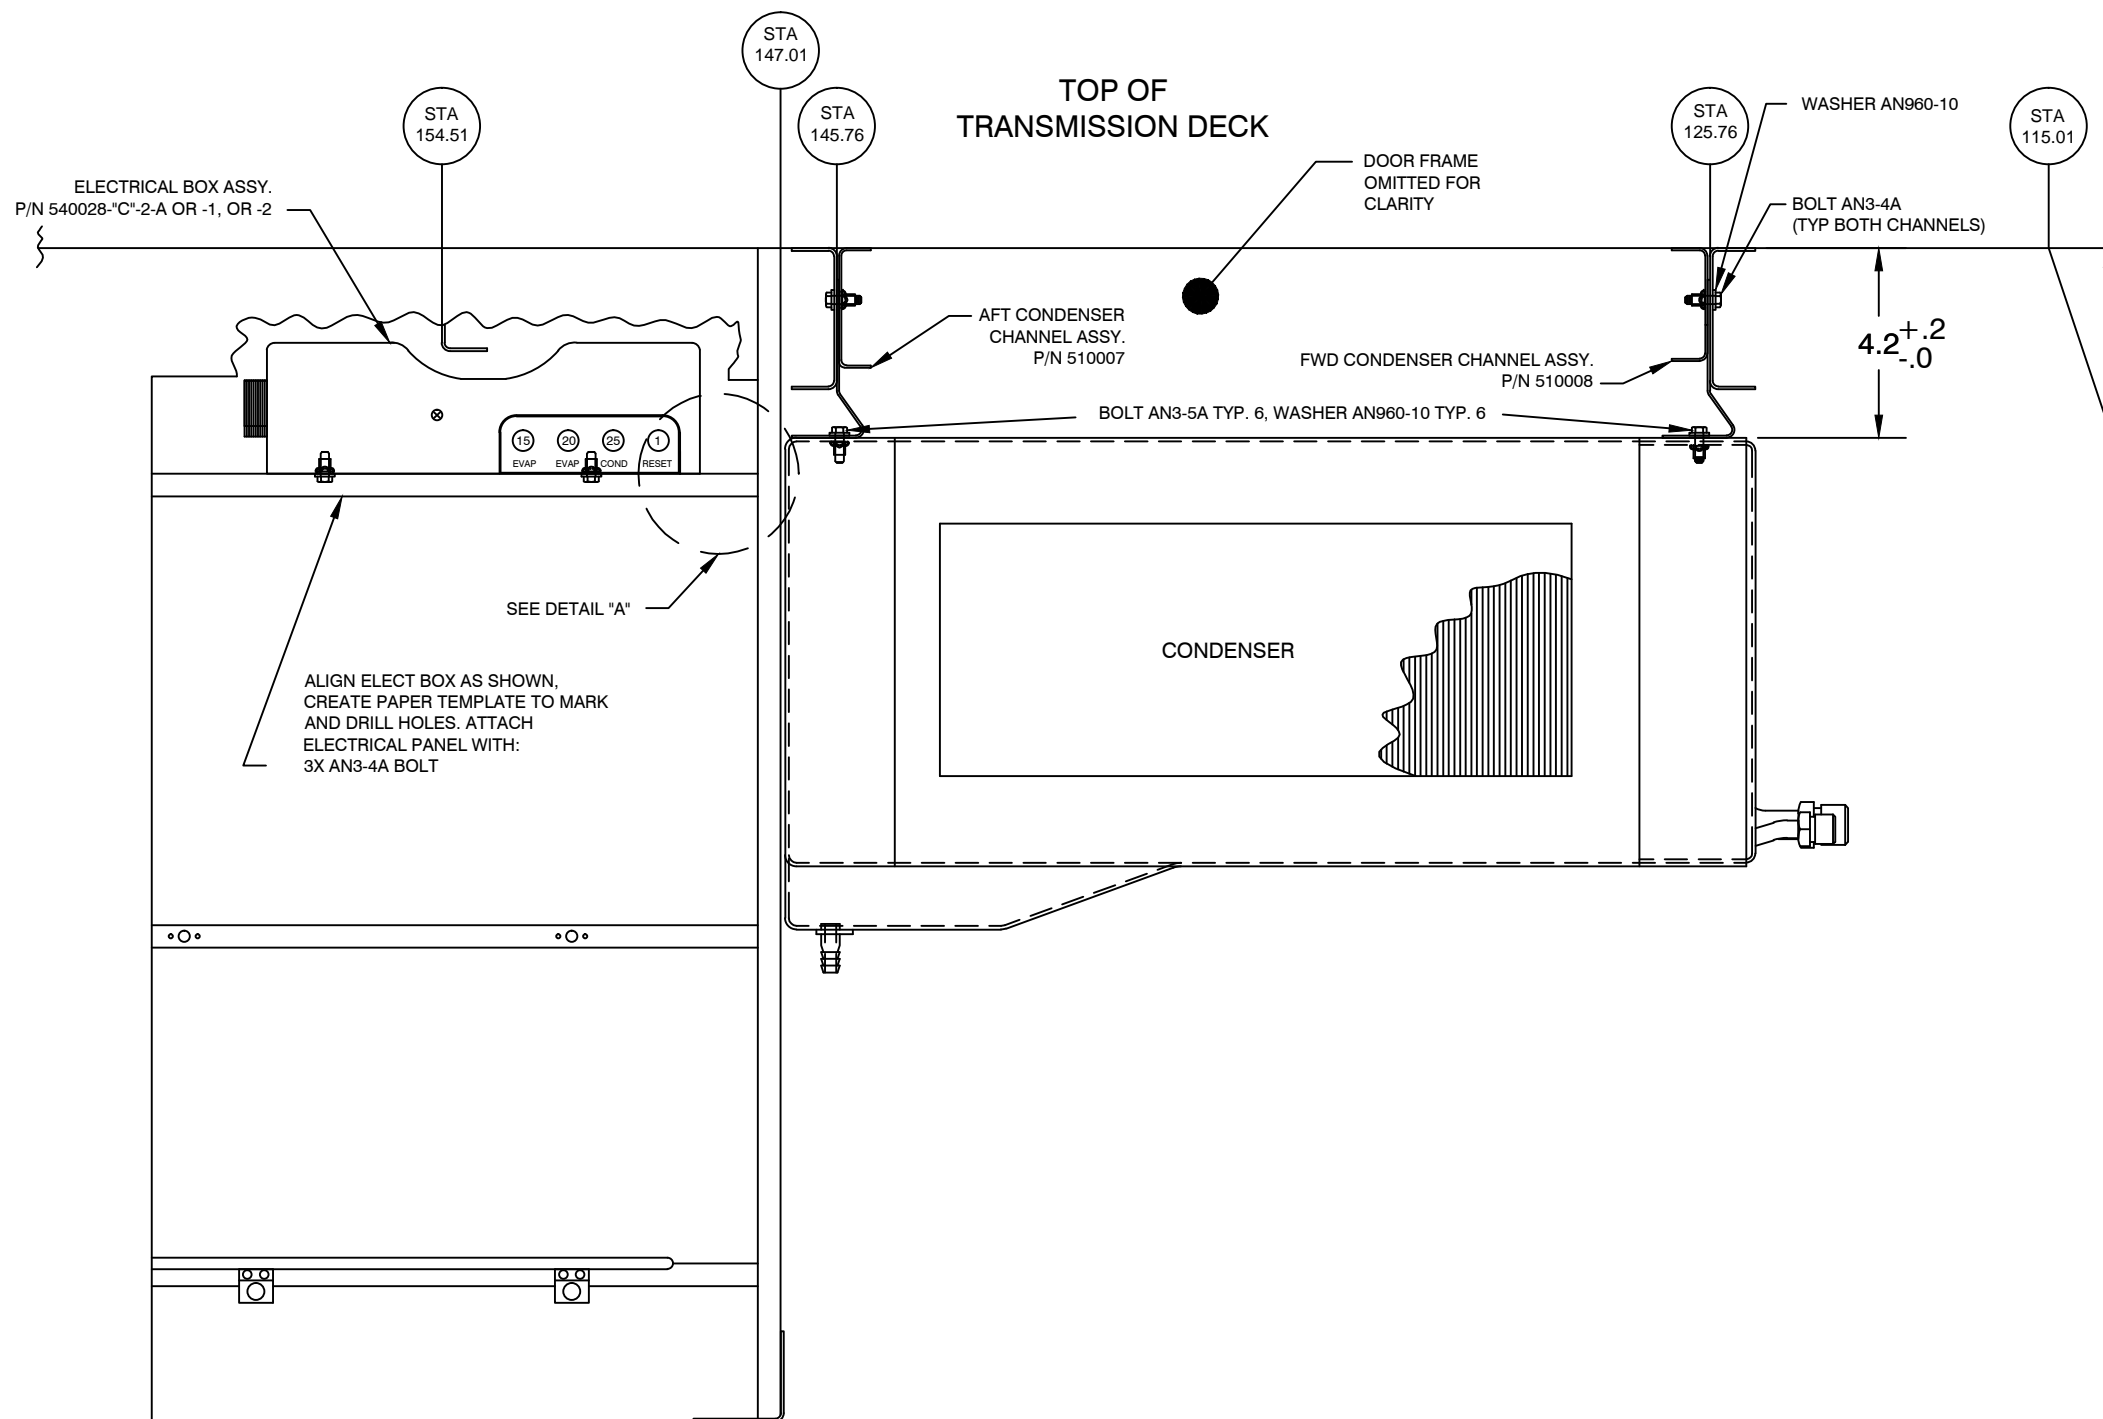 STA
147.01
TOP OF
TRANSMISSION DECK
STA
154.51
STA
145.76
STA
125.76
WASHER AN960-10
STA
115.01
ELECTRICAL BOX ASSY.
P/N 540028-"C"-2-A OR -1, OR -2
DOOR FRAME
OMITTED FOR
CLARITY
BOLT AN3-4A
(TYP BOTH CHANNELS)
AFT CONDENSER
CHANNEL ASSY.
P/N 510007
FWD CONDENSER CHANNEL ASSY.
P/N 510008
4.2 +.2
-.0
BOLT AN3-5A TYP. 6, WASHER AN960-10 TYP. 6
15 20 25 1
EVAP EVAP COND RESET
SEE DETAIL "A"
CONDENSER
ALIGN ELECT BOX AS SHOWN,
CREATE PAPER TEMPLATE TO MARK
AND DRILL HOLES. ATTACH
ELECTRICAL PANEL WITH:
3X AN3-4A BOLT